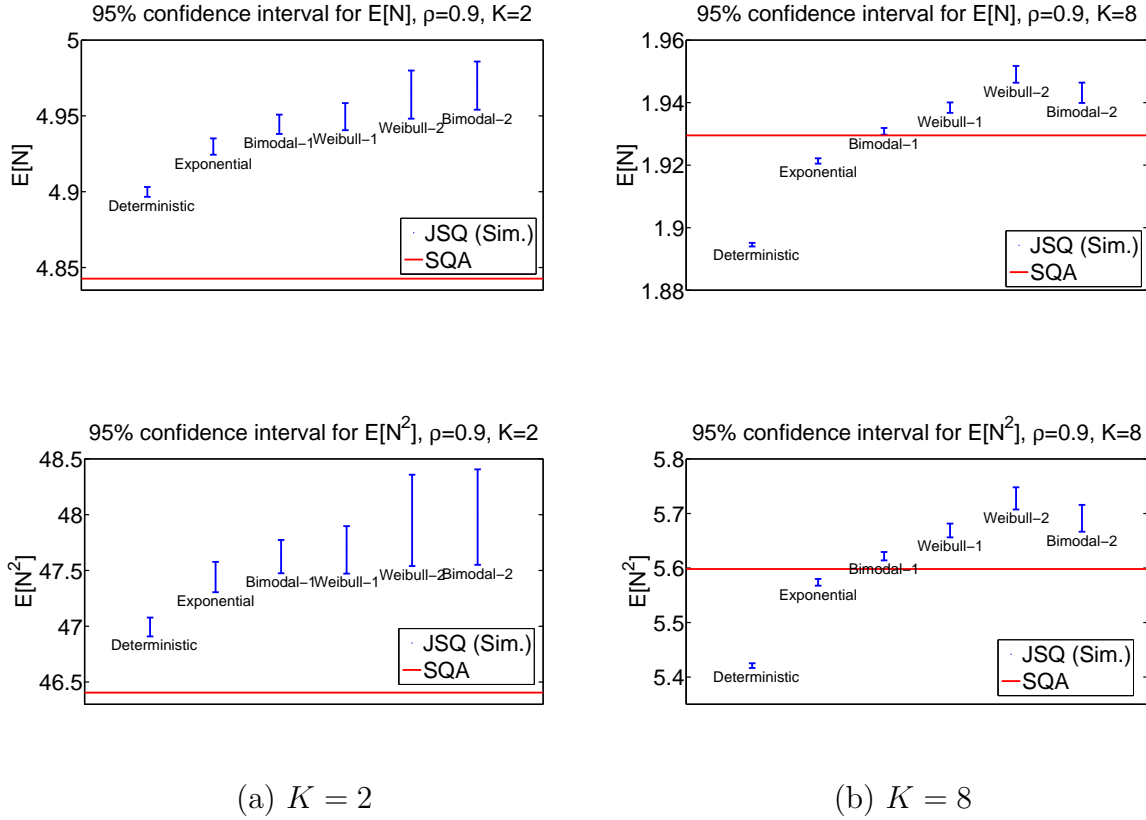 95% confidence interval for E[N], ρ=0.9, K=2
5
4.95
4.9
4.85
E[N]
Deterministic
Exponential
Bimodal−1
Weibull−1
Weibull−2
Bimodal−2
JSQ (Sim.)
SQA
95% confidence interval for E[N], ρ=0.9, K=8
1.96
1.94
1.92
1.9
1.88
E[N]
Deterministic
Exponential
Bimodal−1
Weibull−1
Weibull−2
Bimodal−2
JSQ (Sim.)
SQA
95% confidence interval for E[N²], ρ=0.9, K=2
48.5
48
47.5
47
46.5
E[N²]
Deterministic
Exponential
Bimodal−1
Weibull−1
Weibull−2
Bimodal−2
JSQ (Sim.)
SQA
95% confidence interval for E[N²], ρ=0.9, K=8
5.8
5.7
5.6
5.5
5.4
E[N²]
Deterministic
Exponential
Bimodal−1
Weibull−1
Weibull−2
Bimodal−2
JSQ (Sim.)
SQA
(a) K = 2
(b) K = 8